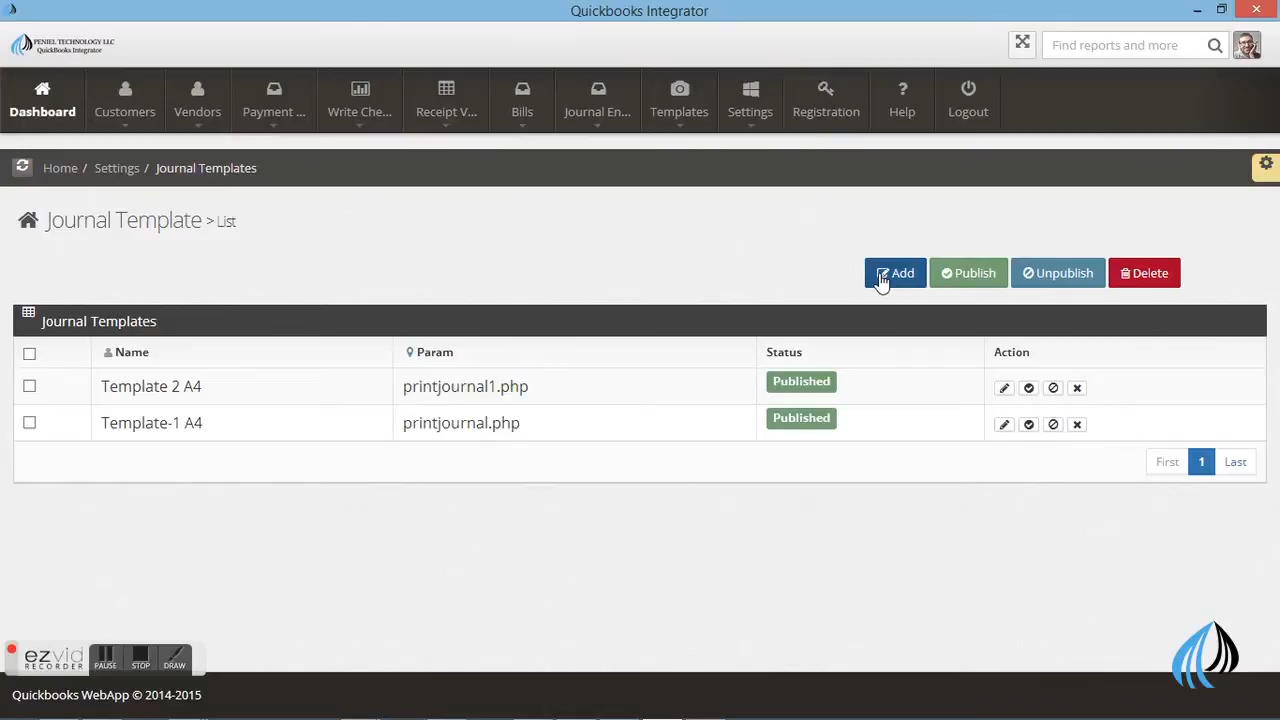 Quickbooks Integrator
PENIEL TECHNOLOGY LLC
QuickBooks Integrator
Find reports and more
Dashboard
Customers
Vendors
Payment ...
Write Che...
Receipt V...
Bills
Journal En...
Templates
Settings
Registration
Help
Logout
Home / Settings / Journal Templates
Journal Template > List
Add
Publish
Unpublish
Delete
Journal Templates
Name Param Status Action
Template 2 A4 printjournal1.php Published
Template-1 A4 printjournal.php Published
First 1 Last
ezvid
RECORDER
PAUSE STOP DRAW
Quickbooks WebApp © 2014-2015